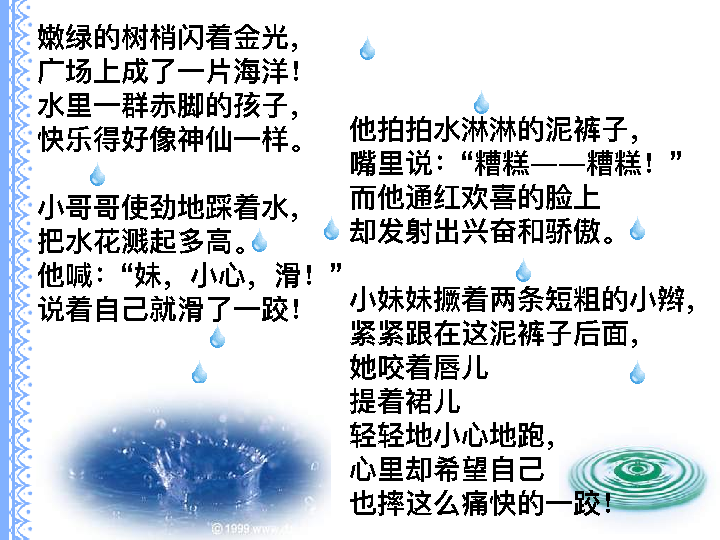 嫩绿的树梢闪着金光，
广场上成了一片海洋！
水里一群赤脚的孩子，
快乐得好像神仙一样。
小哥哥使劲地踩着水，
把水花溅起多高。
他喊：“妹，小心，滑！”
说着自己就滑了一跤！
他拍拍水淋淋的泥裤子，
嘴里说：“糟糕——糟糕！”
而他通红欢喜的脸上
却发射出兴奋和骄傲。
小妹妹撅着两条短粗的小辫，
紧紧跟在这泥裤子后面，
她咬着唇儿
提着裙儿
轻轻地小心地跑，
心里却希望自己
也摔这么痛快的一跤！
© 1999 www.